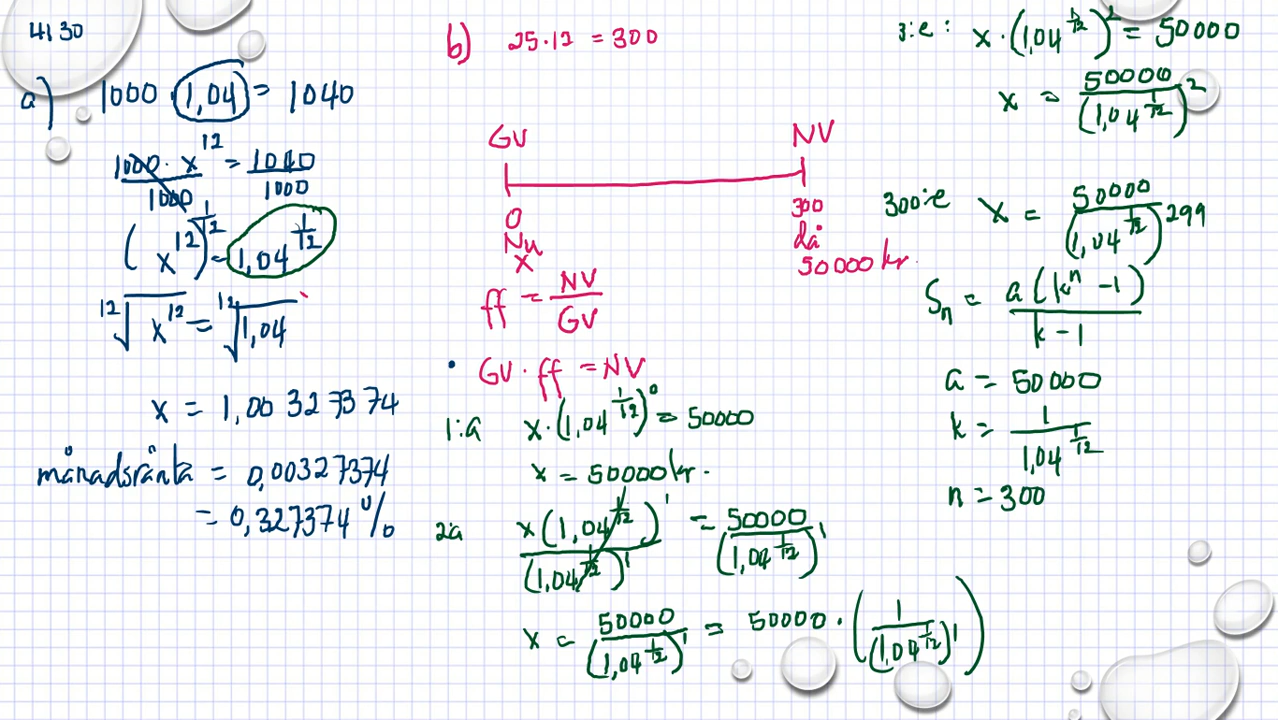 4130
a) 1000 · 1,04 = 1040
1000 · x^12 / 1000 = 1040 / 1000
(x^12)^(1/12) = 1,04^(1/12)
12√x^12 = 12√1,04
x = 1,00327374
månadsränta = 0,00327374
= 0,327374 %
b) 25·12 = 300
GV NV
0 300
Nu då
x 50000 kr.
ff = NV / GV
· GV · ff = NV
1:a x · (1,04^(1/12))^0 = 50000
x = 50000 kr.
2a x (1,04^(1/12))^1 / (1,04^(1/12))^1 = 50000 / (1,04^(1/12))^1
x = 50000 / (1,04^(1/12))^1 = 50000 · (1 / (1,04^(1/12))^1)
3:e : x · (1,04^(1/12))^2 = 50000
x = 50000 / (1,04^(1/12))^2
300:e x = 50000 / (1,04^(1/12))^299
Sn = a (k^n - 1) / k - 1
a = 50000
k = 1 / 1,04^(1/12)
n = 300